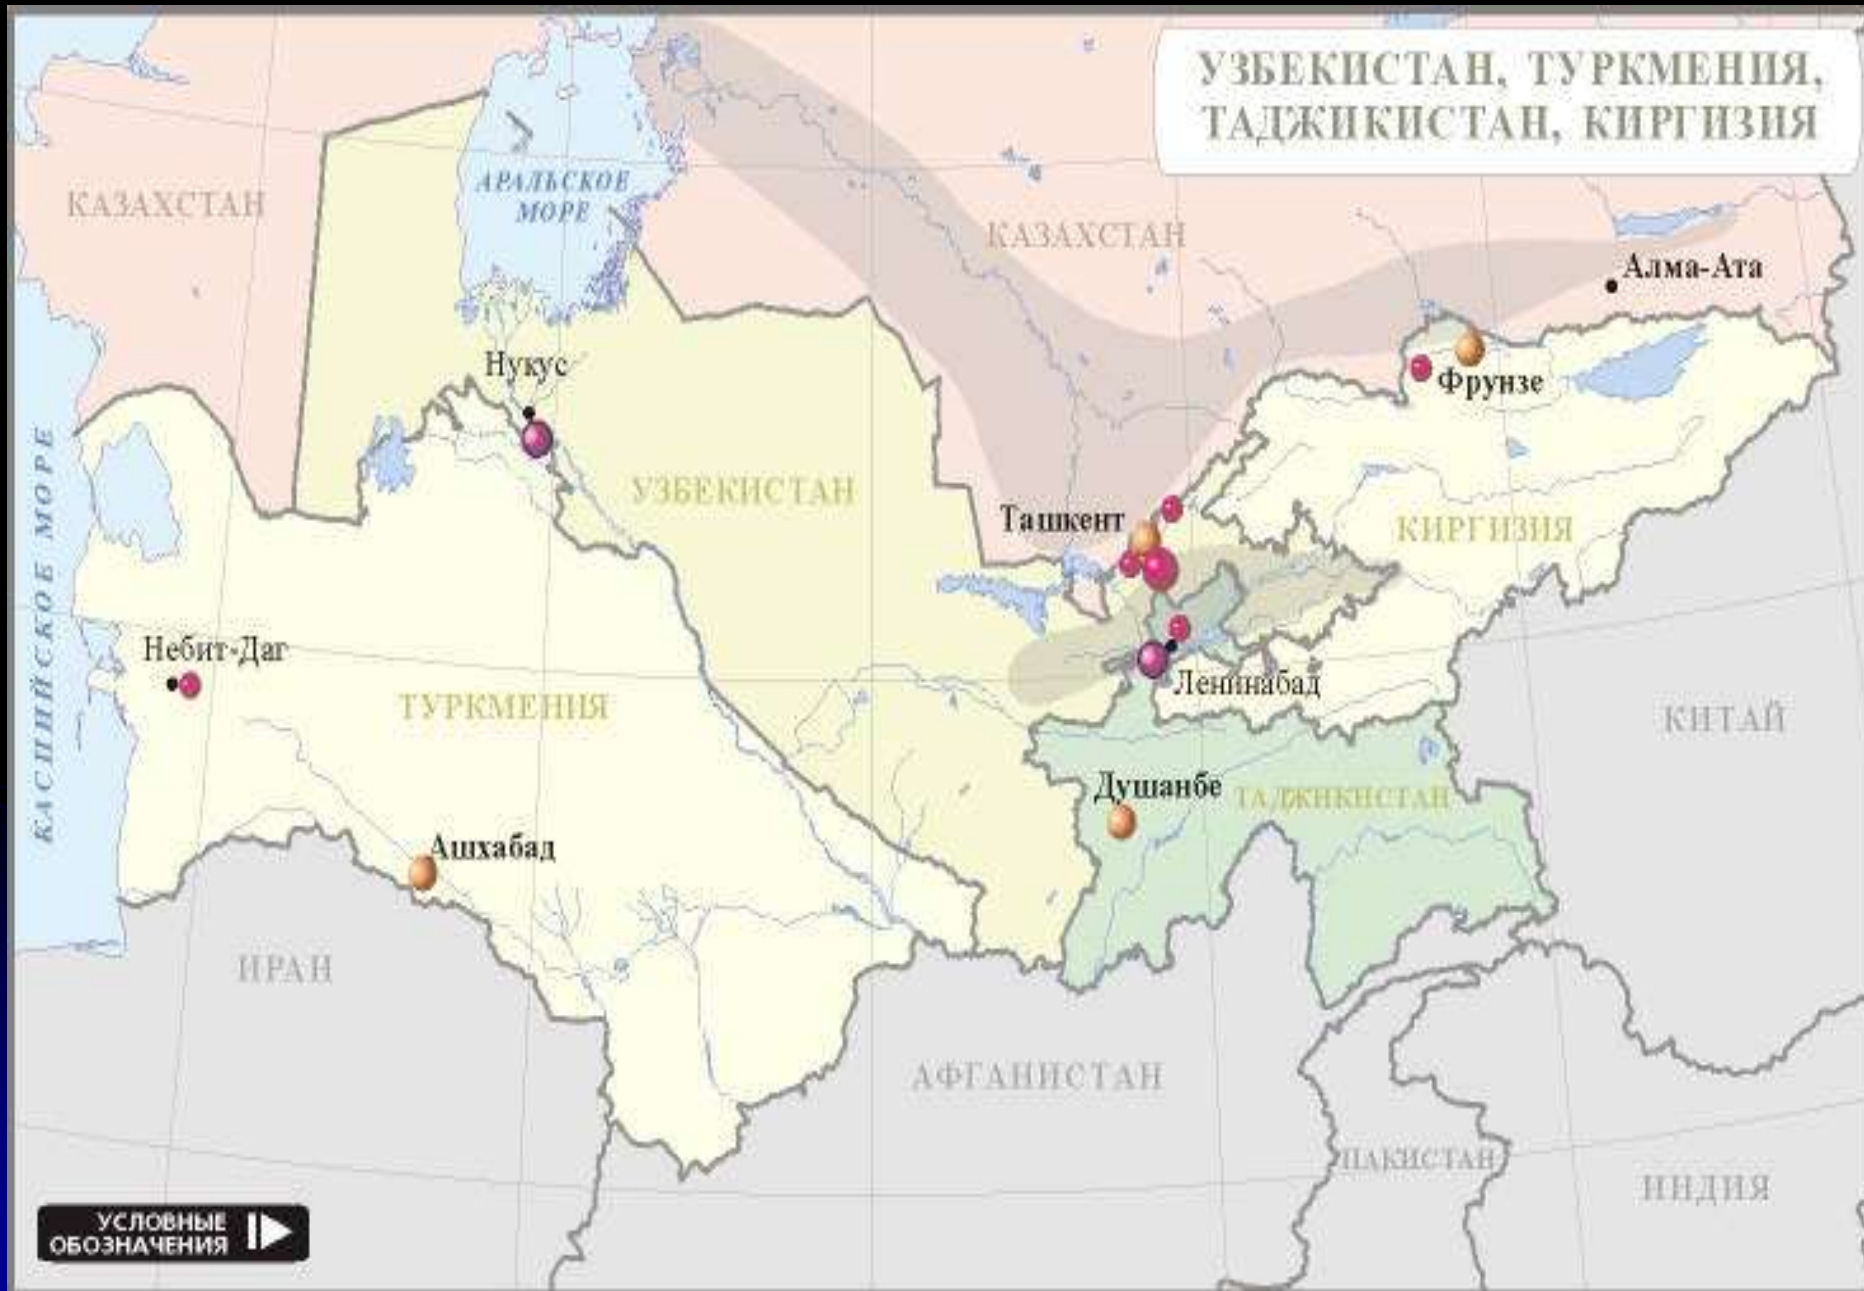 УЗБЕКИСТАН, ТУРКМЕНИЯ,
ТАДЖИКИСТАН, КИРГИЗИЯ
КАЗАХСТАН
АРАЛЬСКОЕ
МОРЕ
КАЗАХСТАН
Алма-Ата
Нукус
Фрунзе
КАСПИЙСКОЕ МОРЕ
УЗБЕКИСТАН
Ташкент
КИРГИЗИЯ
Небит-Даг
ТУРКМЕНИЯ
Ленинабад
КИТАЙ
Душанбе
ТАДЖИКИСТАН
Ашхабад
ИРАН
АФГАНИСТАН
ПАКИСТАН
ИНДИЯ
УСЛОВНЫЕ
ОБОЗНАЧЕНИЯ